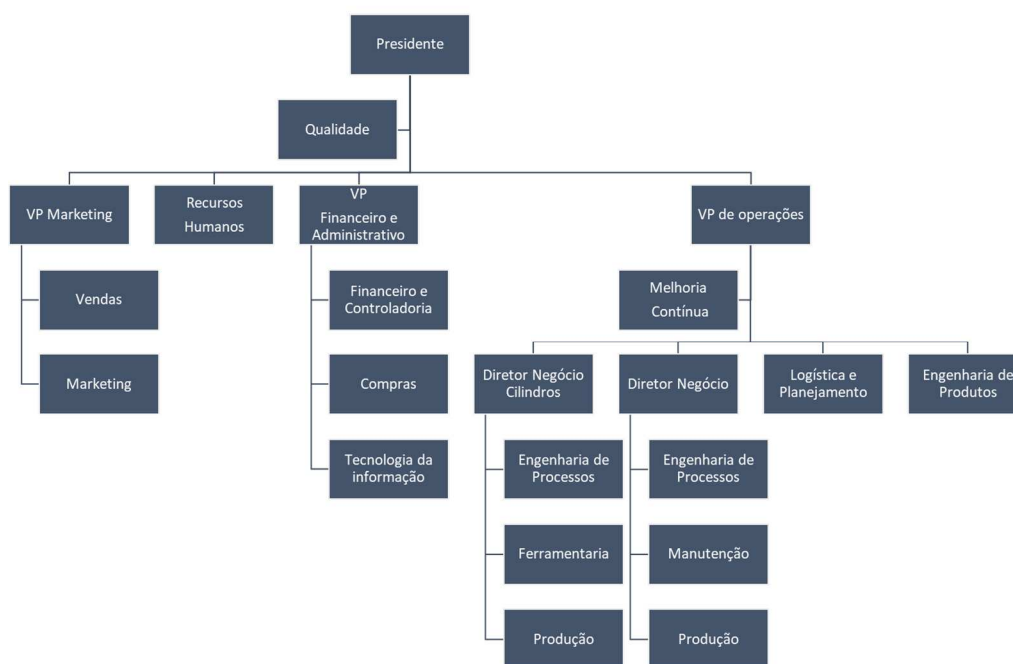 Presidente
Qualidade
VP Marketing
Recursos
Humanos
VP
Financeiro e
Administrativo
VP de operações
Vendas
Financeiro e
Controladoria
Melhoria
Contínua
Marketing
Compras
Diretor Negócio
Cilindros
Diretor Negócio
Logística e
Planejamento
Engenharia de
Produtos
Tecnologia da
informação
Engenharia de
Processos
Engenharia de
Processos
Ferramentaria
Manutenção
Produção
Produção